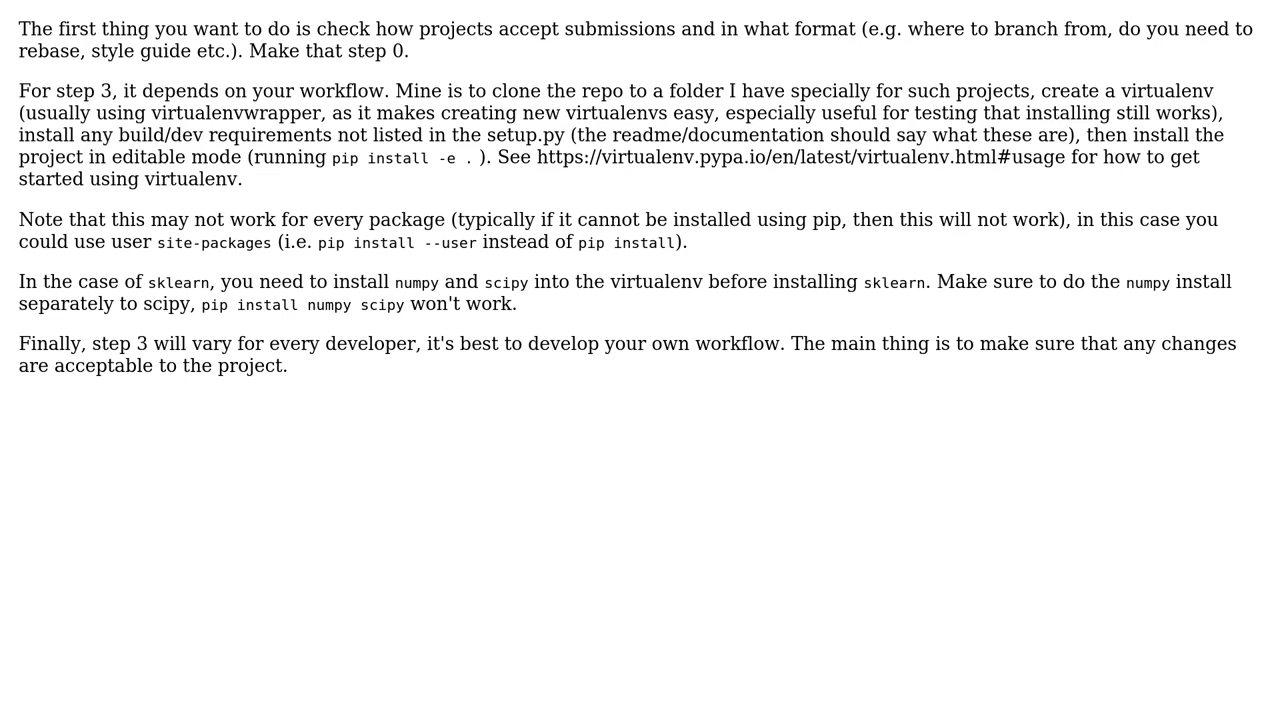 The first thing you want to do is check how projects accept submissions and in what format (e.g. where to branch from, do you need to
rebase, style guide etc.). Make that step 0.
For step 3, it depends on your workflow. Mine is to clone the repo to a folder I have specially for such projects, create a virtualenv
(usually using virtualenvwrapper, as it makes creating new virtualenvs easy, especially useful for testing that installing still works),
install any build/dev requirements not listed in the setup.py (the readme/documentation should say what these are), then install the
project in editable mode (running pip install -e . ). See https://virtualenv.pypa.io/en/latest/virtualenv.html#usage for how to get
started using virtualenv.
Note that this may not work for every package (typically if it cannot be installed using pip, then this will not work), in this case you
could use user site-packages (i.e. pip install --user instead of pip install).
In the case of sklearn, you need to install numpy and scipy into the virtualenv before installing sklearn. Make sure to do the numpy install
separately to scipy, pip install numpy scipy won't work.
Finally, step 3 will vary for every developer, it's best to develop your own workflow. The main thing is to make sure that any changes
are acceptable to the project.